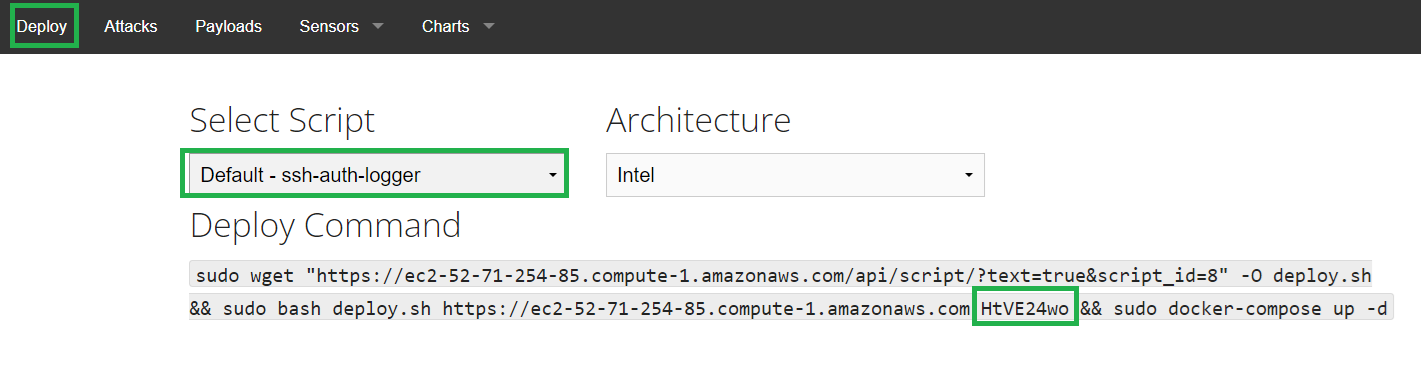 Deploy Attacks Payloads Sensors Charts
Select Script Architecture
Default - ssh-auth-logger Intel
Deploy Command
sudo wget "https://ec2-52-71-254-85.compute-1.amazonaws.com/api/script/?text=true&script_id=8" -O deploy.sh
&& sudo bash deploy.sh https://ec2-52-71-254-85.compute-1.amazonaws.com HtVE24wo && sudo docker-compose up -d